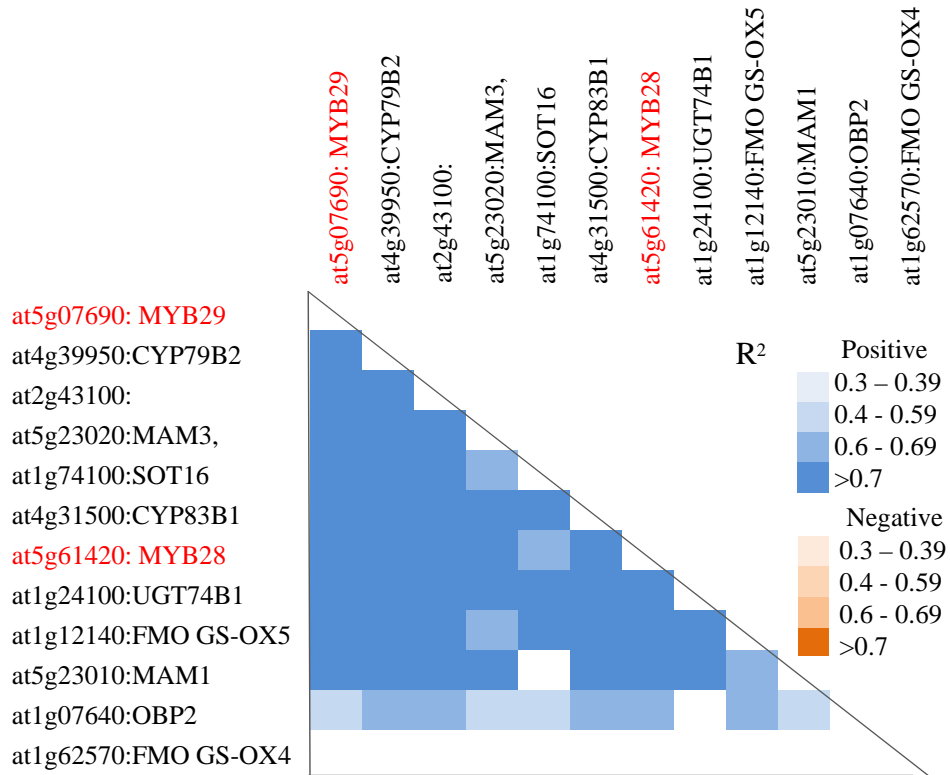 at5g07690: MYB29
at4g39950:CYP79B2
at2g43100:
at5g23020:MAM3,
at1g74100:SOT16
at4g31500:CYP83B1
at5g61420: MYB28
at1g24100:UGT74B1
at1g12140:FMO GS-OX5
at5g23010:MAM1
at1g07640:OBP2
at1g62570:FMO GS-OX4
at5g07690: MYB29
at4g39950:CYP79B2
at2g43100:
at5g23020:MAM3,
at1g74100:SOT16
at4g31500:CYP83B1
at5g61420: MYB28
at1g24100:UGT74B1
at1g12140:FMO GS-OX5
at5g23010:MAM1
at1g07640:OBP2
at1g62570:FMO GS-OX4
R²
Positive
0.3 – 0.39
0.4 - 0.59
0.6 - 0.69
>0.7
Negative
0.3 – 0.39
0.4 - 0.59
0.6 - 0.69
>0.7